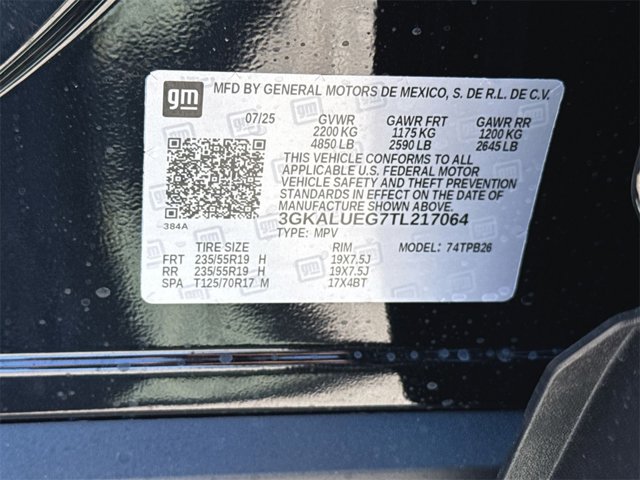 gm MFD BY GENERAL MOTORS DE MEXICO, S. DE R.L. DE C.V.
07/25 GVWR GAWR FRT GAWR RR
2200 KG 1175 KG 1200 KG
4850 LB 2590 LB 2645 LB
THIS VEHICLE CONFORMS TO ALL
APPLICABLE U.S. FEDERAL MOTOR
VEHICLE SAFETY AND THEFT PREVENTION
STANDARDS IN EFFECT ON THE DATE OF
MANUFACTURE SHOWN ABOVE.
384A 3GKALUEG7TL217064
TYPE: MPV MODEL: 74TPB26
TIRE SIZE RIM
FRT 235/55R19 H 19X7.5J
RR 235/55R19 H 19X7.5J
SPA T125/70R17 M 17X4BT